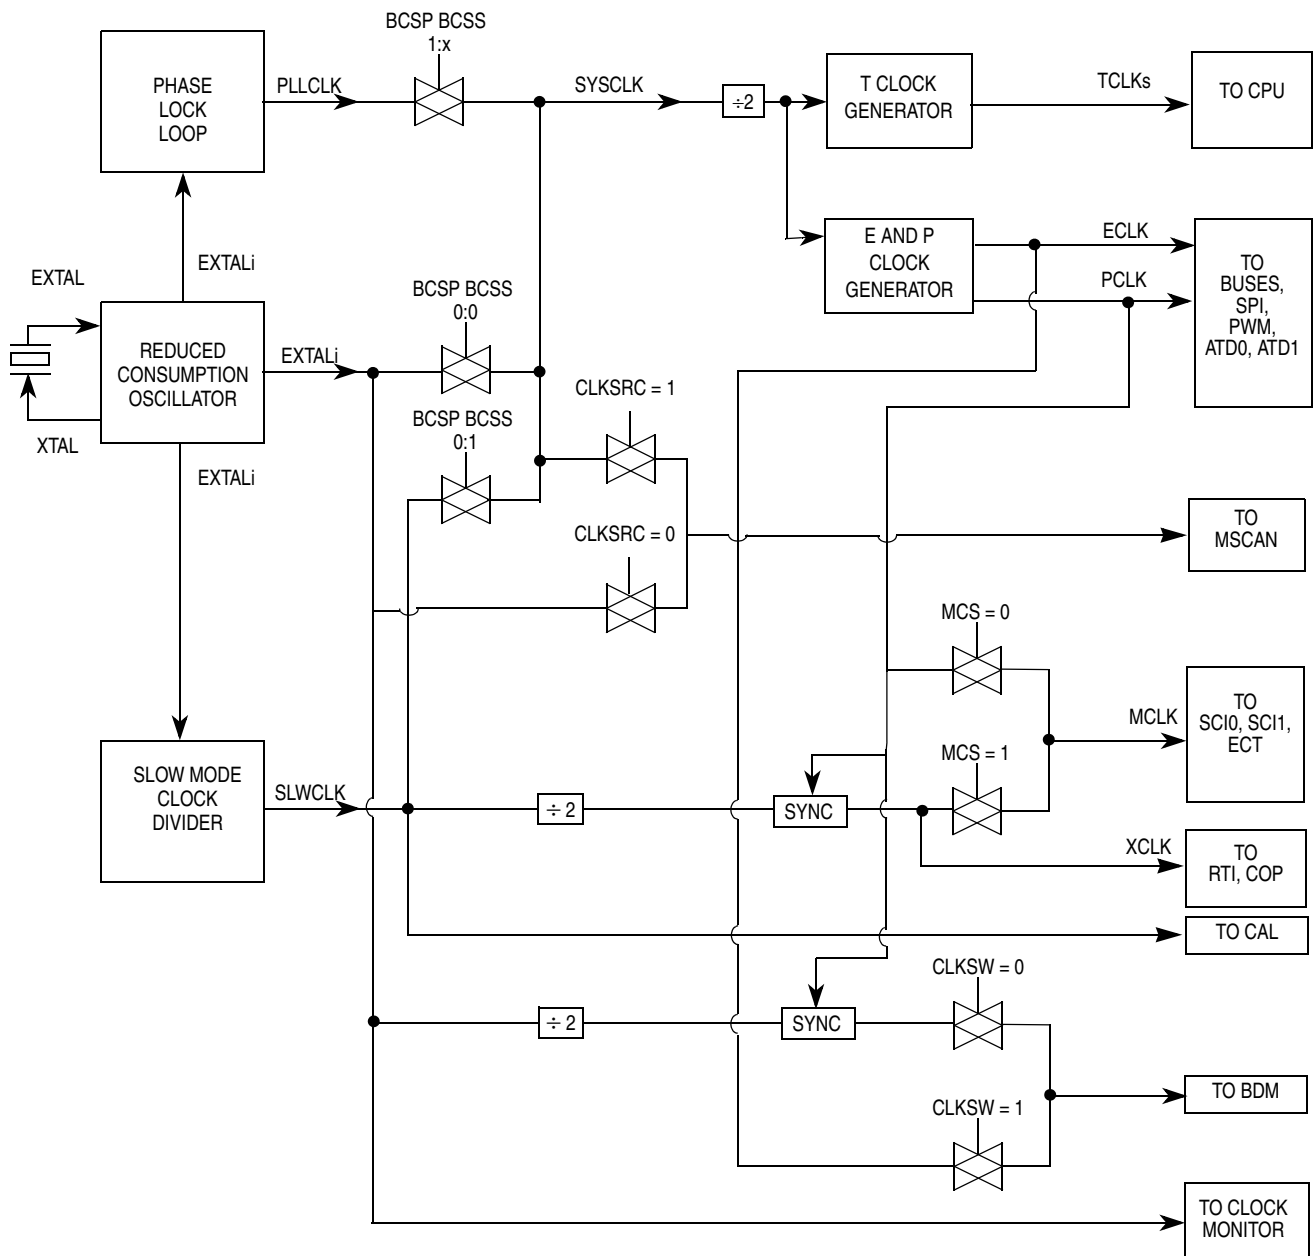 BCSP BCSS
1:x
PHASE
LOCK
LOOP
PLLCLK
SYSCLK
÷2
T CLOCK
GENERATOR
TCLKs
TO CPU
EXTALi
EXTAL
E AND P
CLOCK
GENERATOR
ECLK
PCLK
TO
BUSES,
SPI,
PWM,
ATD0, ATD1
BCSP BCSS
0:0
REDUCED
CONSUMPTION
OSCILLATOR
EXTALi
XTAL
EXTALi
BCSP BCSS
0:1
CLKSRC = 1
CLKSRC = 0
TO
MSCAN
MCS = 0
MCS = 1
MCLK
TO
SCI0, SCI1,
ECT
SLOW MODE
CLOCK
DIVIDER
SLWCLK
÷ 2
SYNC
XCLK
TO
RTI, COP
TO CAL
CLKSW = 0
÷ 2
SYNC
CLKSW = 1
TO BDM
TO CLOCK
MONITOR